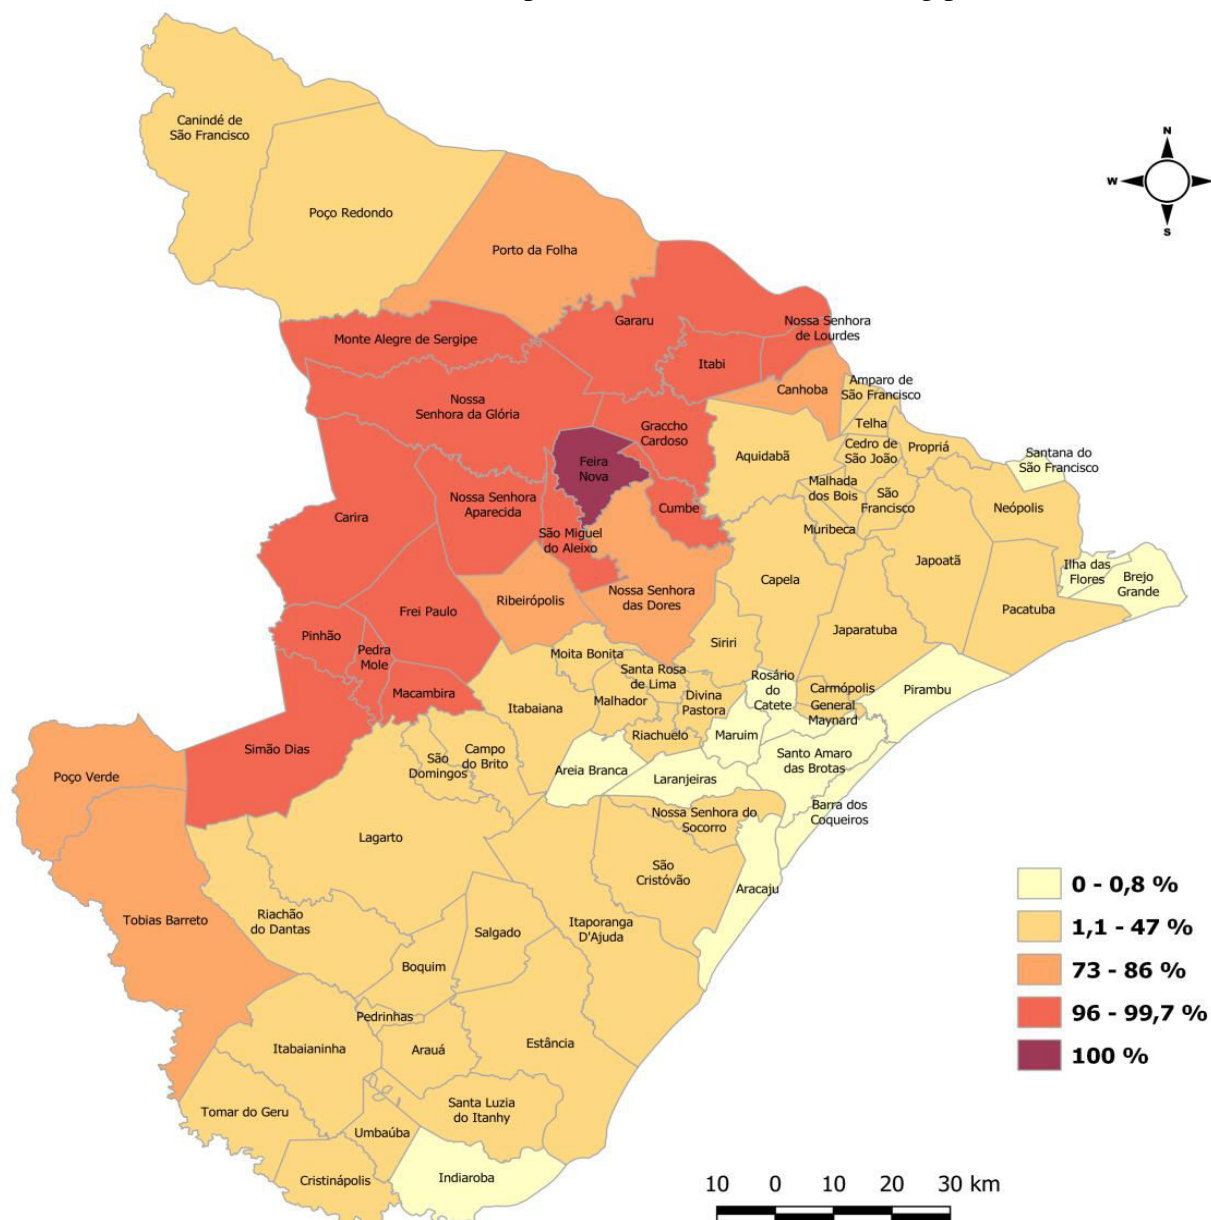 Canindé de
São Francisco
N
W
S
Poço Redondo
Porto da Folha
Gararu
Nossa Senhora
de Lourdes
Monte Alegre de Sergipe
Itabi
Canhoba
Amparo de
São Francisco
Nossa
Senhora da Glória
Graccho
Cardoso
Telha
Cedro de
São João
Propriá
Aquidabã
Santana do
São Francisco
Feira
Nova
Malhada
dos Bois
São
Francisco
Neópolis
Nossa Senhora
Aparecida
Cumbe
Carira
São Miguel
do Aleixo
Muribeca
Japoatã
Ilha das
Flores
Brejo
Grande
Capela
Nossa Senhora
das Dores
Ribeirópolis
Frei Paulo
Pacatuba
Pinhão
Pedra
Mole
Japaratuba
Siriri
Moita Bonita
Santa Rosa
de Lima
Rosário
do
Catete
Carmópolis
General
Maynard
Pirambu
Macambira
Itabaiana
Malhador
Divina
Pastora
Riachuelo
Maruim
Simão Dias
São
Domingos
Campo
do Brito
Areia Branca
Laranjeiras
Santo Amaro
das Brotas
Poço Verde
Barra dos
Coqueiros
Nossa Senhora do
Socorro
Lagarto
São
Cristóvão
Aracaju
0 - 0,8 %
Tobias Barreto
Riachão
do Dantas
Salgado
Itaporanga
D'Ajuda
1,1 - 47 %
Boquim
73 - 86 %
Pedrinhas
96 - 99,7 %
Itabaianinha
Arauá
Estância
100 %
Tomar do Geru
Santa Luzia
do Itanhy
Umbaúba
Cristinápolis
Indiaroba
10 0 10 20 30 km